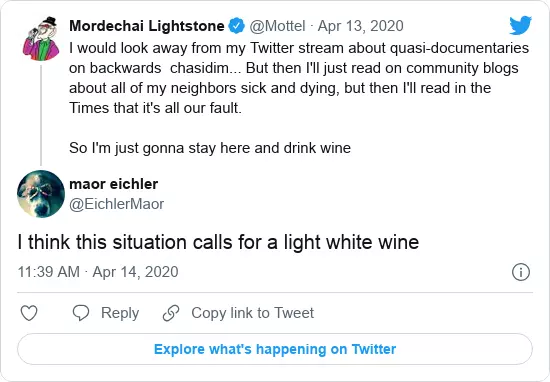 Mordechai Lightstone @Mottel · Apr 13, 2020
I would look away from my Twitter stream about quasi-documentaries
on backwards  chasidim... But then I'll just read on community blogs
about all of my neighbors sick and dying, but then I'll read in the
Times that it's all our fault.
So I'm just gonna stay here and drink wine
maor eichler
@EichlerMaor
I think this situation calls for a light white wine
11:39 AM · Apr 14, 2020
Reply Copy link to Tweet
Explore what's happening on Twitter